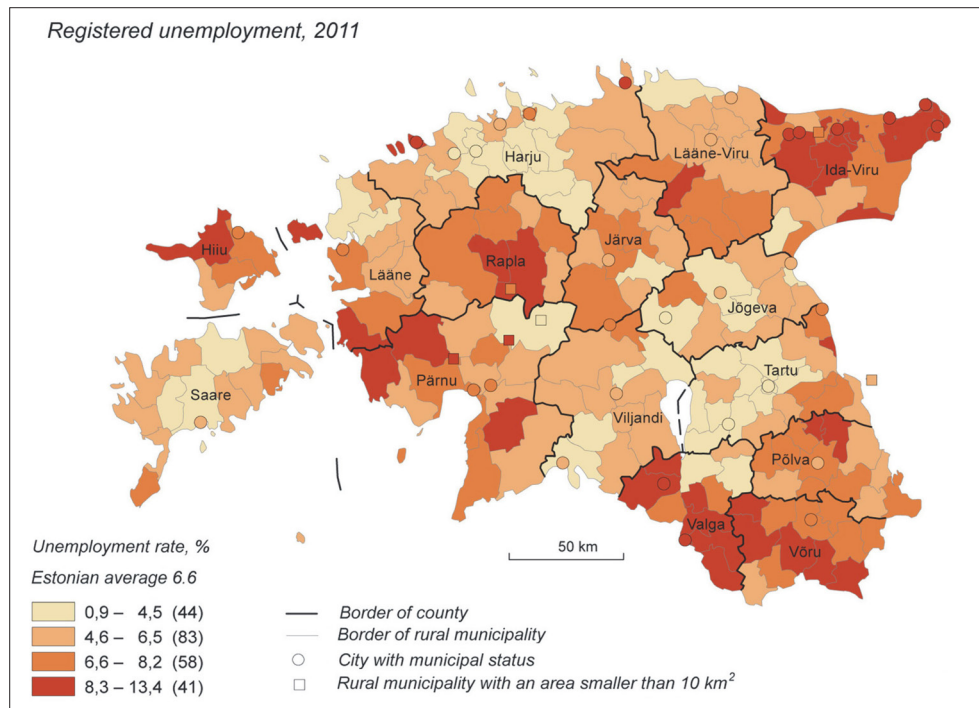 Registered unemployment, 2011
Harju
Lääne-Viru
Ida-Viru
Hiiu
Lääne
Rapla
Järva
Jõgeva
Saare
Pärnu
Viljandi
Tartu
Põlva
Valga
Võru
Unemployment rate, %
Estonian average 6.6
0,9 – 4,5 (44)
4,6 – 6,5 (83)
6,6 – 8,2 (58)
8,3 – 13,4 (41)
50 km
Border of county
Border of rural municipality
City with municipal status
Rural municipality with an area smaller than 10 km²